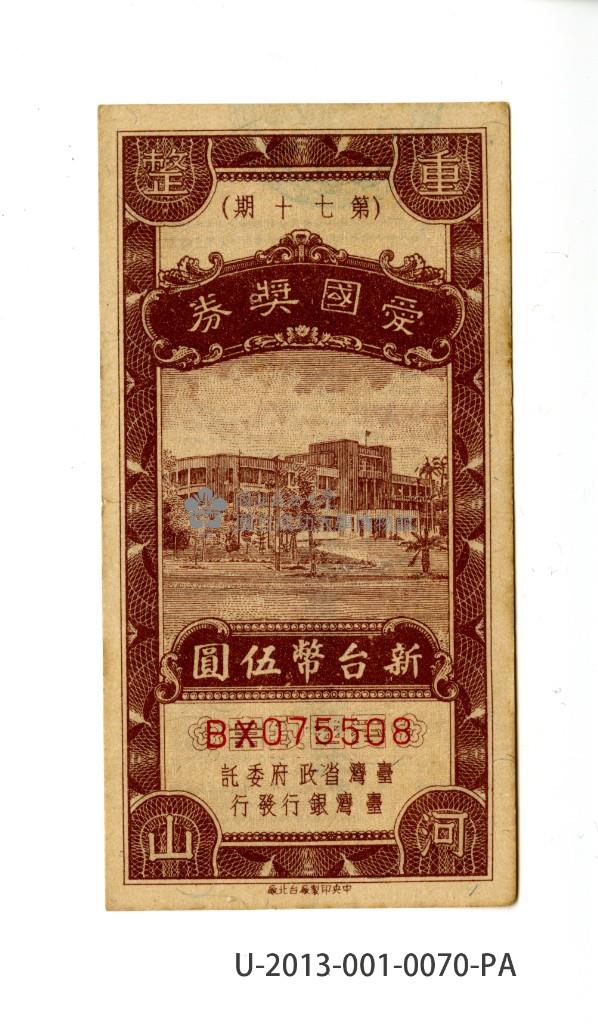 重整
(第七十期)
愛國獎券
新台幣伍圓
BX075508
臺灣省政府委託
臺灣銀行發行
河山
中央印製廠台北廠
U-2013-001-0070-PA